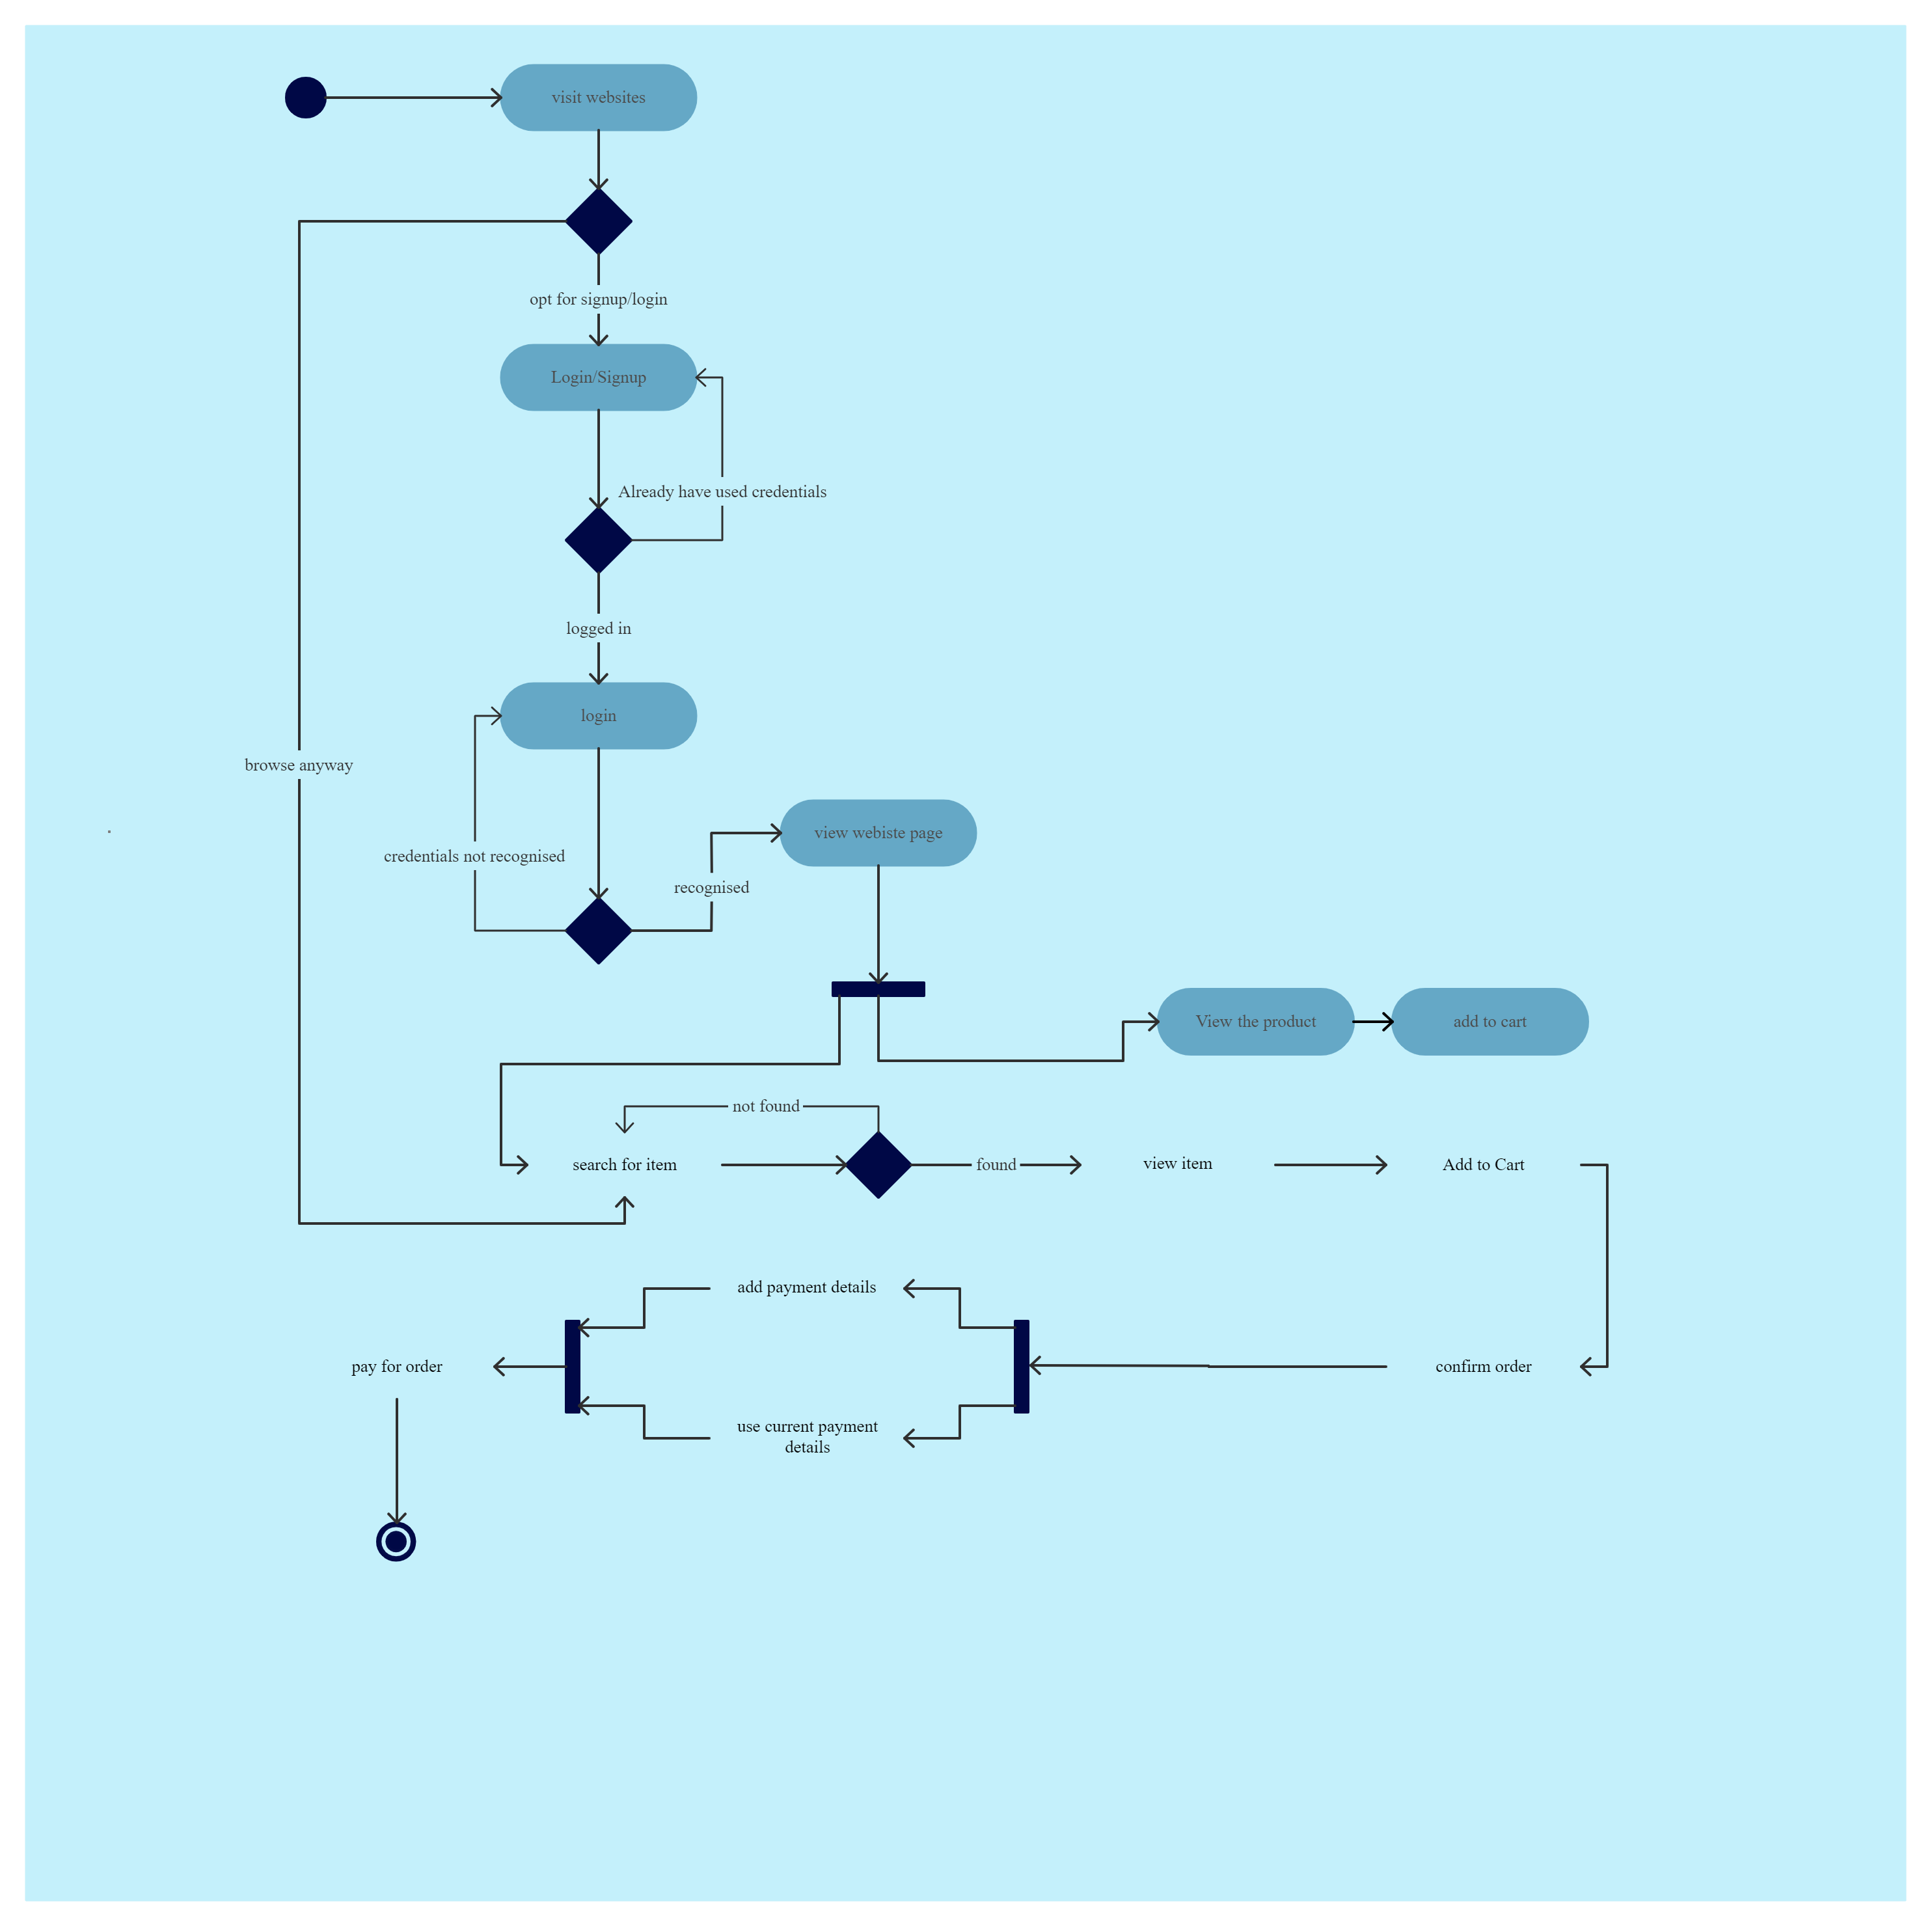 visit websites
opt for signup/login
Login/Signup
Already have used credentials
logged in
login
browse anyway
view webiste page
credentials not recognised
recognised
View the product
add to cart
not found
search for item
found
view item
Add to Cart
add payment details
pay for order
confirm order
use current payment
details